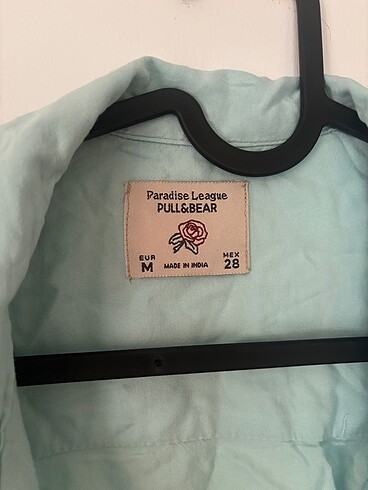 Paradise League
PULL&BEAR
EUR MEX
M MADE IN INDIA 28